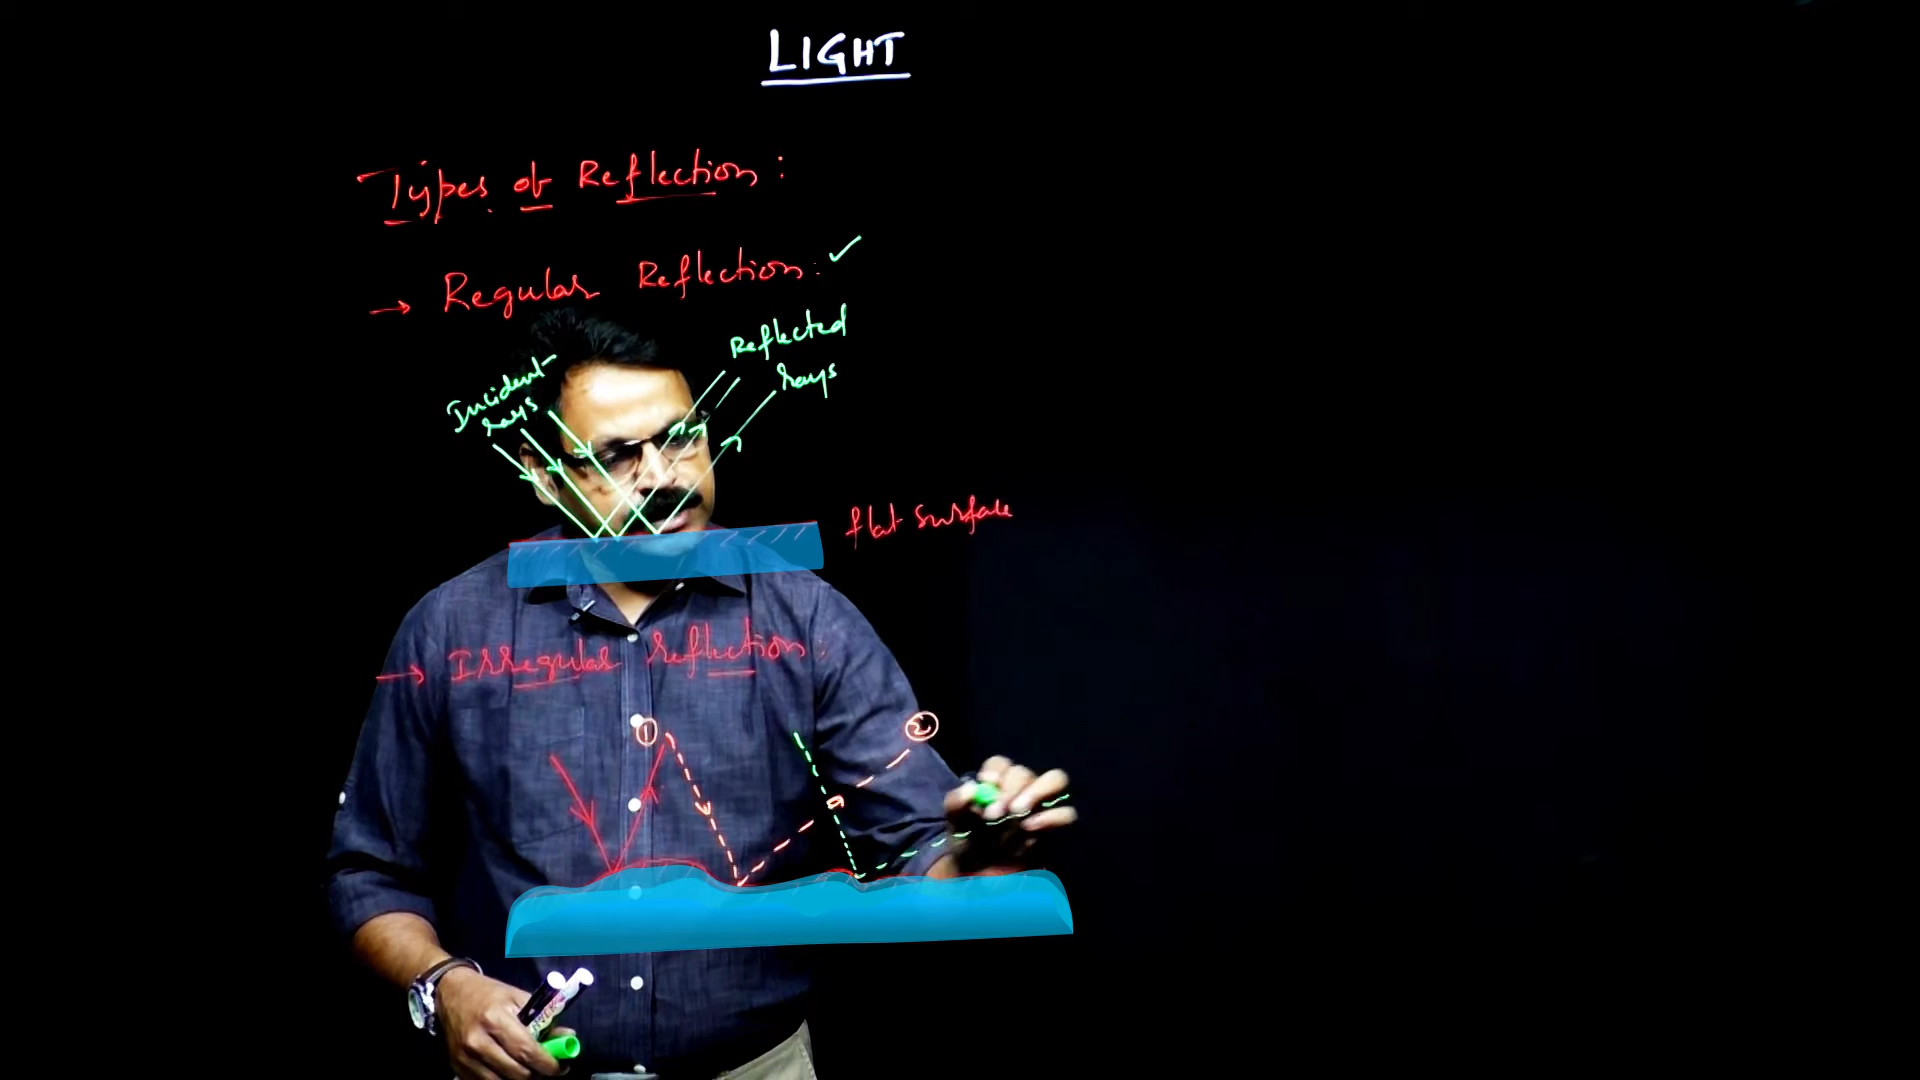 LIGHT
Types of Reflection:
→ Regular Reflection: ✓
Incident
rays
Reflected
rays
flat surface
→ Irregular reflection:
①
②